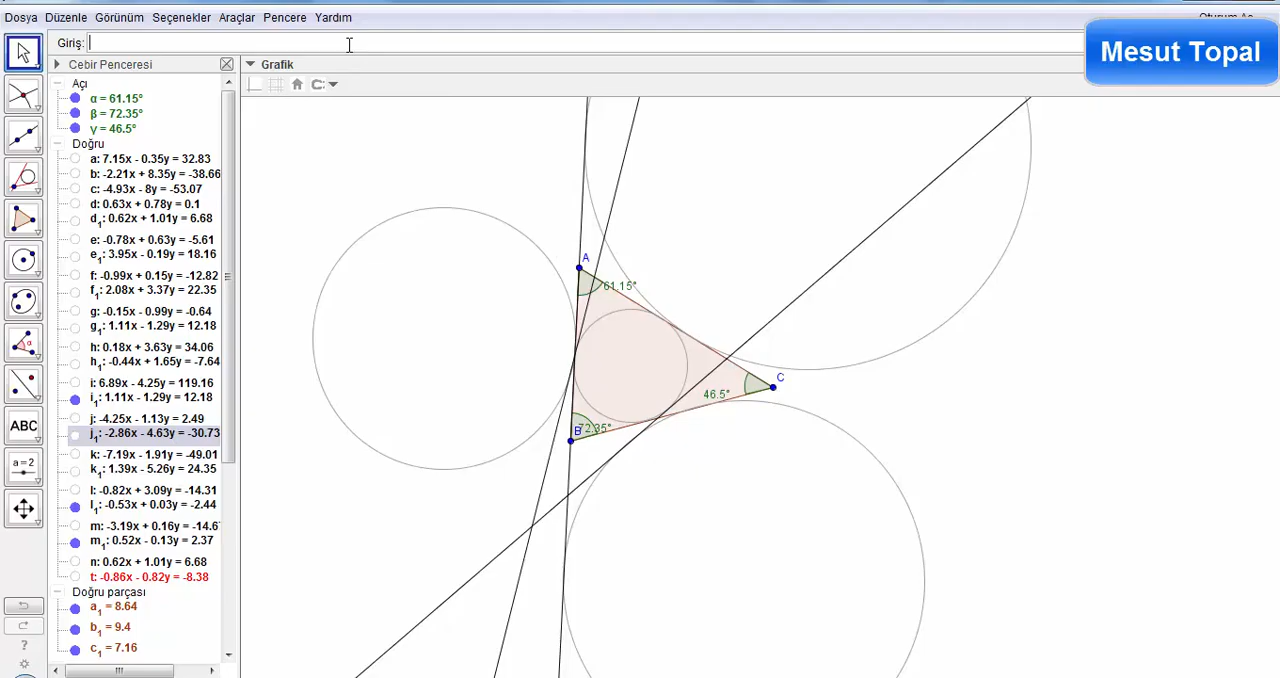 Dosya Düzenle Görünüm Seçenekler Araçlar Pencere Yardım
Giriş:
Mesut Topal
Cebir Penceresi
Grafik
Açı
α = 61.15°
β = 72.35°
γ = 46.5°
Doğru
a: 7.15x - 0.35y = 32.83
b: -2.21x + 8.35y = -38.66
c: -4.93x - 8y = -53.07
d: 0.63x + 0.78y = 0.1
d1: 0.62x + 1.01y = 6.68
e: -0.78x + 0.63y = -5.61
e1: 3.95x - 0.19y = 18.16
f: -0.99x + 0.15y = -12.82
f1: 2.08x + 3.37y = 22.35
g: -0.15x - 0.99y = -0.64
g1: 1.11x - 1.29y = 12.18
h: 0.18x + 3.63y = 34.06
h1: -0.44x + 1.65y = -7.64
i: 6.89x - 4.25y = 119.16
i1: 1.11x - 1.29y = 12.18
j: -4.25x - 1.13y = 2.49
j1: -2.86x - 4.63y = -30.73
k: -7.19x - 1.91y = -49.01
k1: 1.39x - 5.26y = 24.35
l: -0.82x + 3.09y = -14.31
l1: -0.53x + 0.03y = -2.44
m: -3.19x + 0.16y = -14.6
m1: 0.52x - 0.13y = 2.37
n: 0.62x + 1.01y = 6.68
t: -0.86x - 0.82y = -8.38
Doğru parçası
a1 = 8.64
b1 = 9.4
c1 = 7.16
ABC
a=2
A
61.15°
C
46.5°
B
72.35°